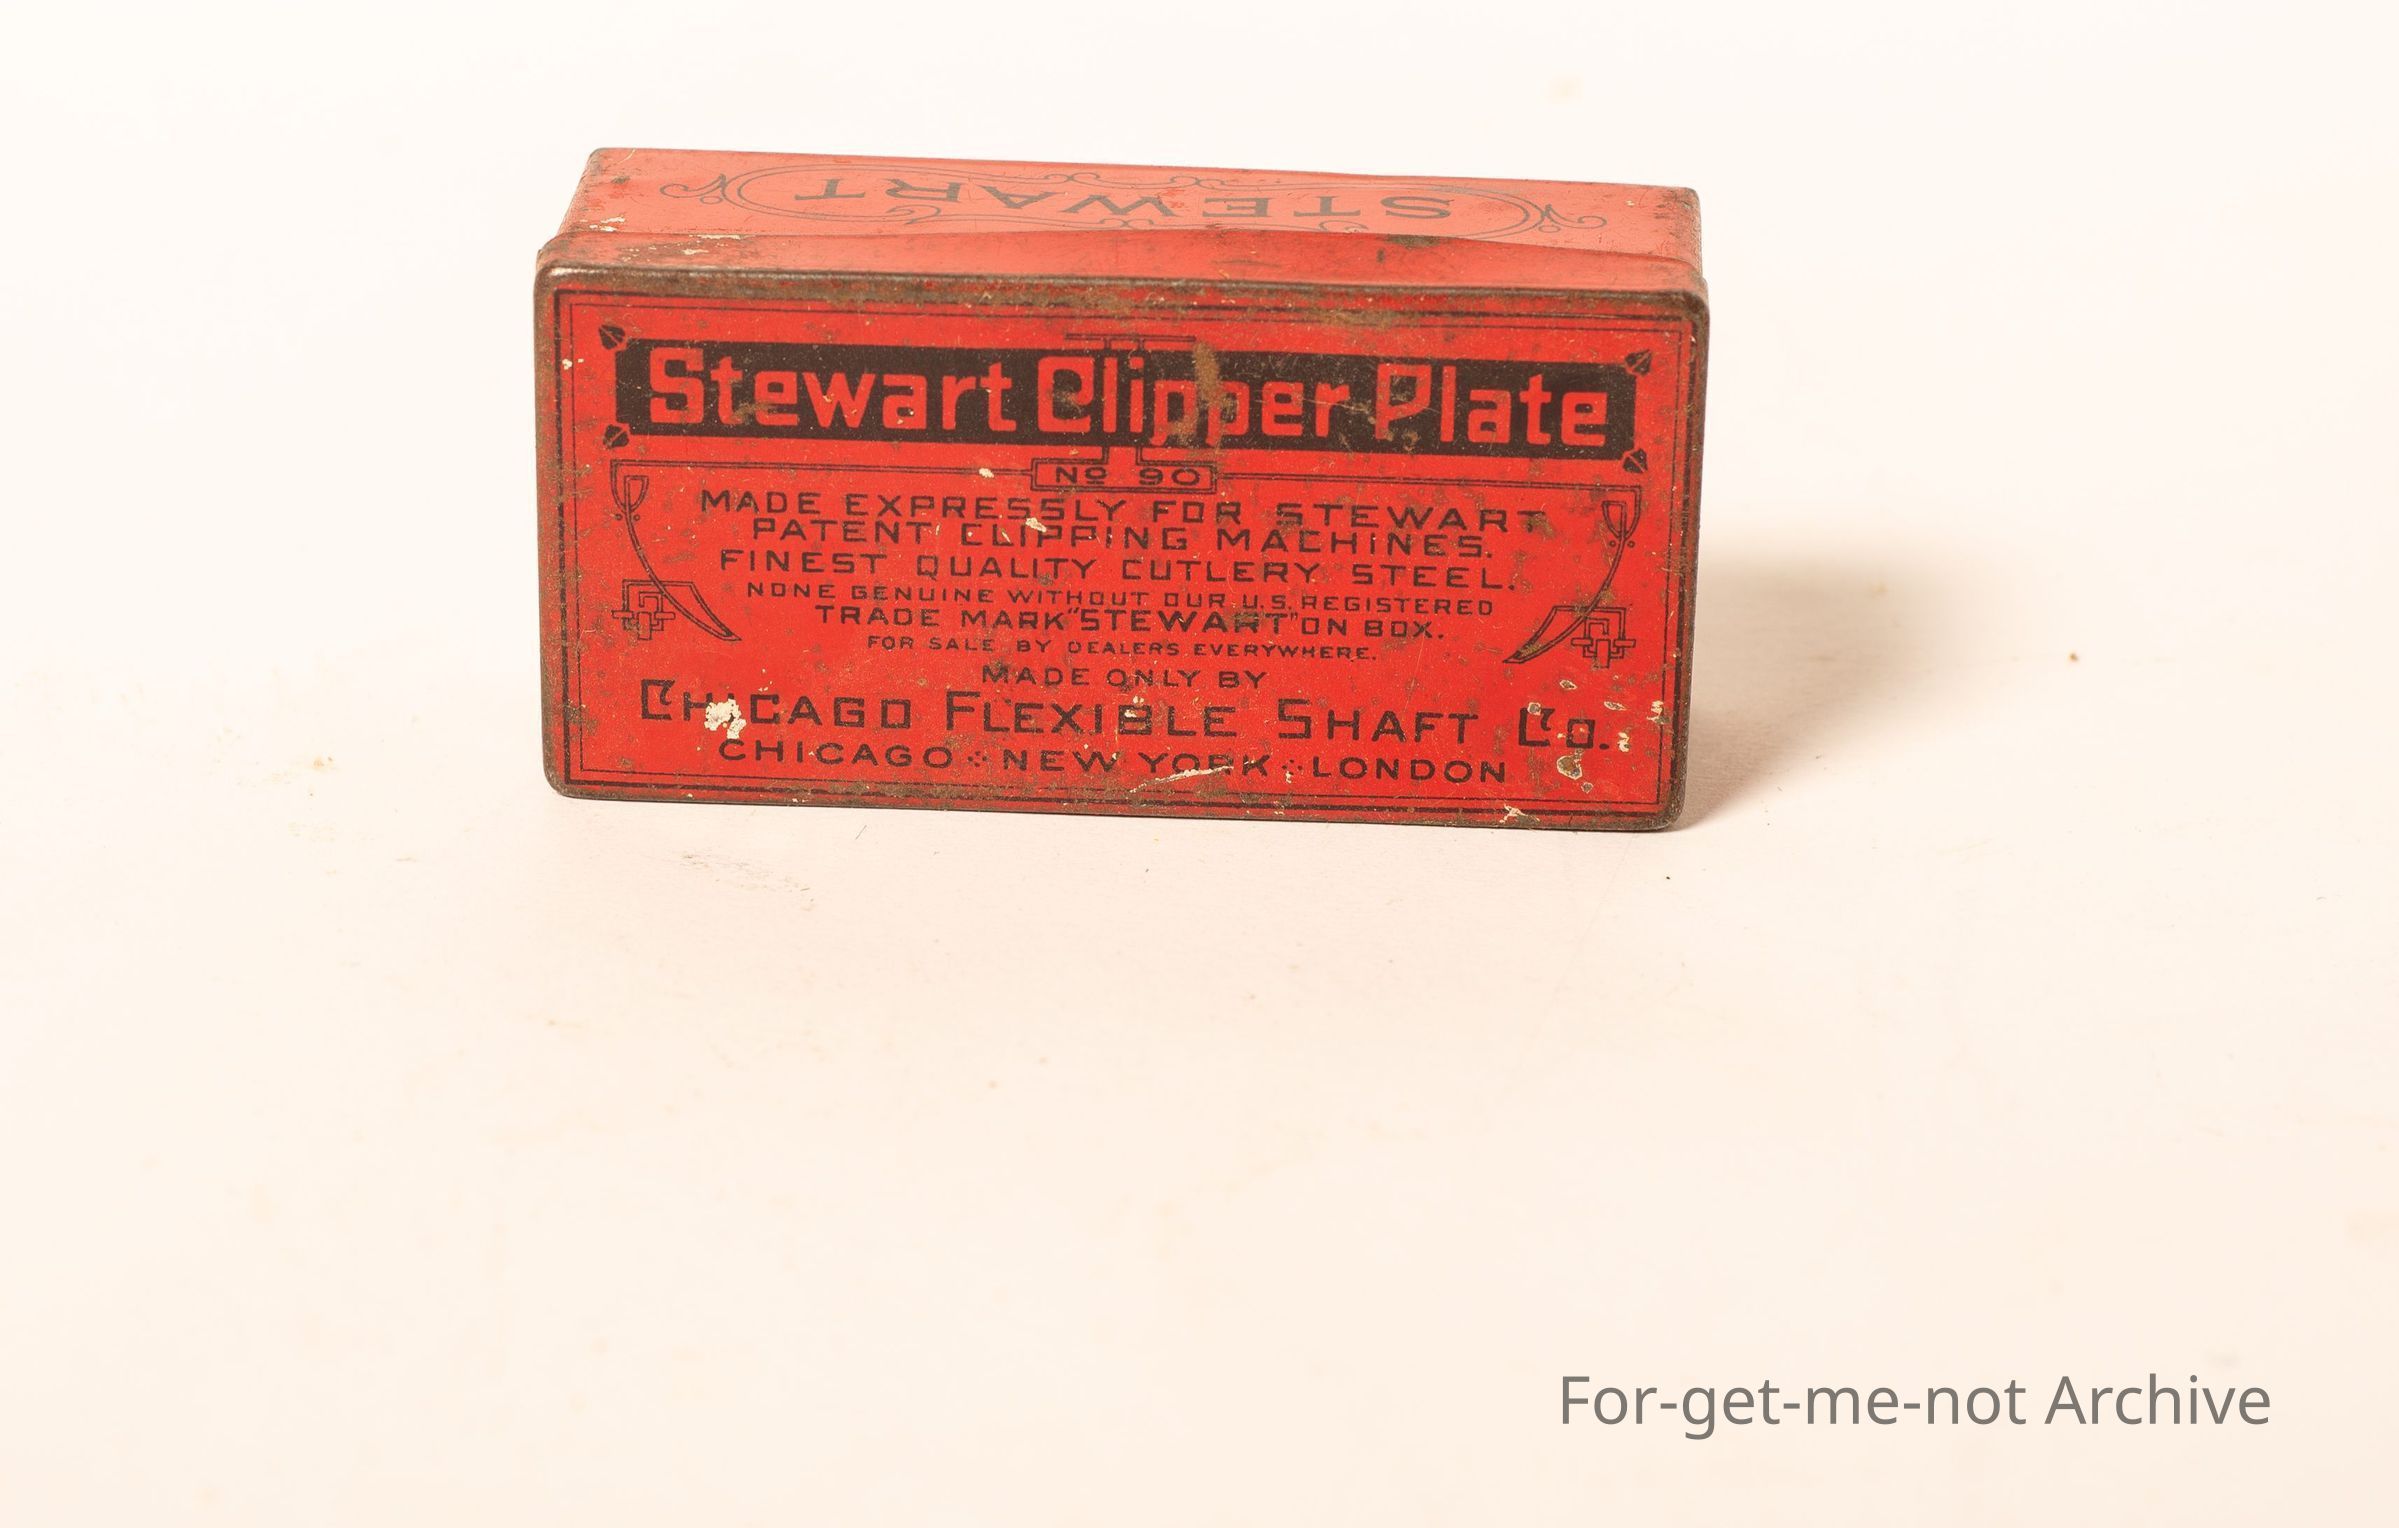 STEWART
Stewart Clipper Plate
No 90
MADE EXPRESSLY FOR STEWART
PATENT CLIPPING MACHINES.
FINEST QUALITY CUTLERY STEEL.
NONE GENUINE WITHOUT OUR U.S. REGISTERED
TRADE MARK "STEWART" ON BOX.
FOR SALE BY DEALERS EVERYWHERE.
MADE ONLY BY
CHICAGO FLEXIBLE SHAFT CO.
CHICAGO NEW YORK LONDON
For-get-me-not Archive